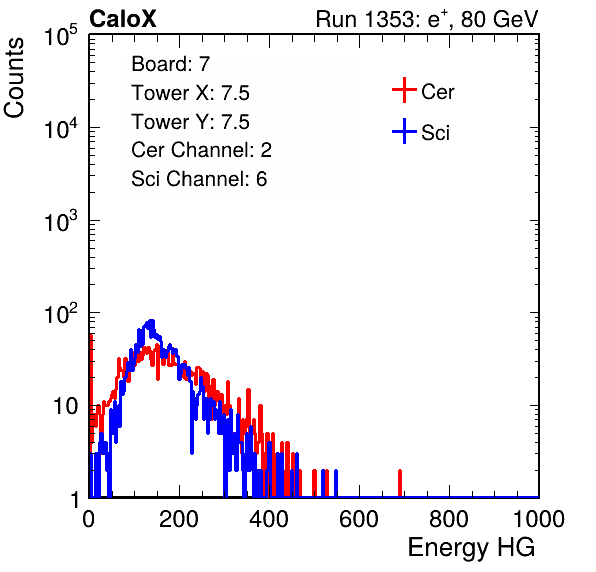 CaloX Run 1353: e⁺, 80 GeV
Counts
Board: 7
Tower X: 7.5
Tower Y: 7.5
Cer Channel: 2
Sci Channel: 6
Cer
Sci
10⁵
10⁴
10³
10²
10
1
0 200 400 600 800 1000
Energy HG